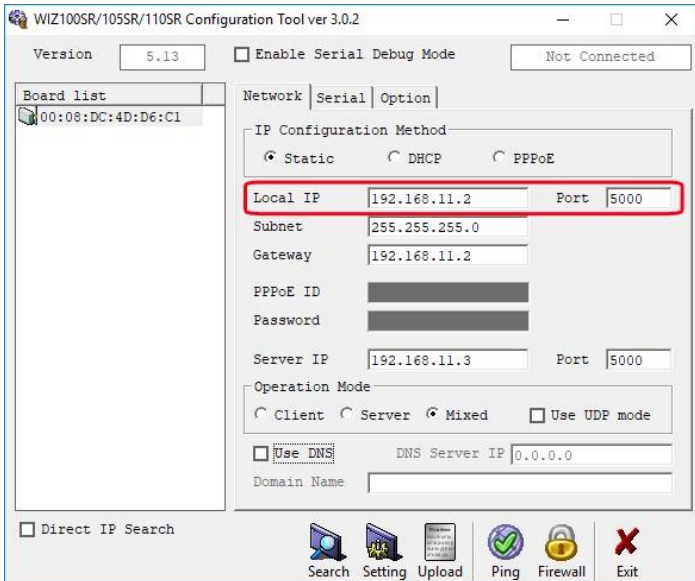 WIZ100SR/105SR/110SR Configuration Tool ver 3.0.2
Version 5.13 Enable Serial Debug Mode Not Connected
Board list
00:08:DC:4D:D6:C1
Network Serial Option
IP Configuration Method
Static DHCP PPPoE
Local IP 192.168.11.2 Port 5000
Subnet 255.255.255.0
Gateway 192.168.11.2
PPPoE ID
Password
Server IP 192.168.11.3 Port 5000
Operation Mode
Client Server Mixed Use UDP mode
Use DNS DNS Server IP 0.0.0.0
Domain Name
Direct IP Search
Search Setting Upload Ping Firewall Exit